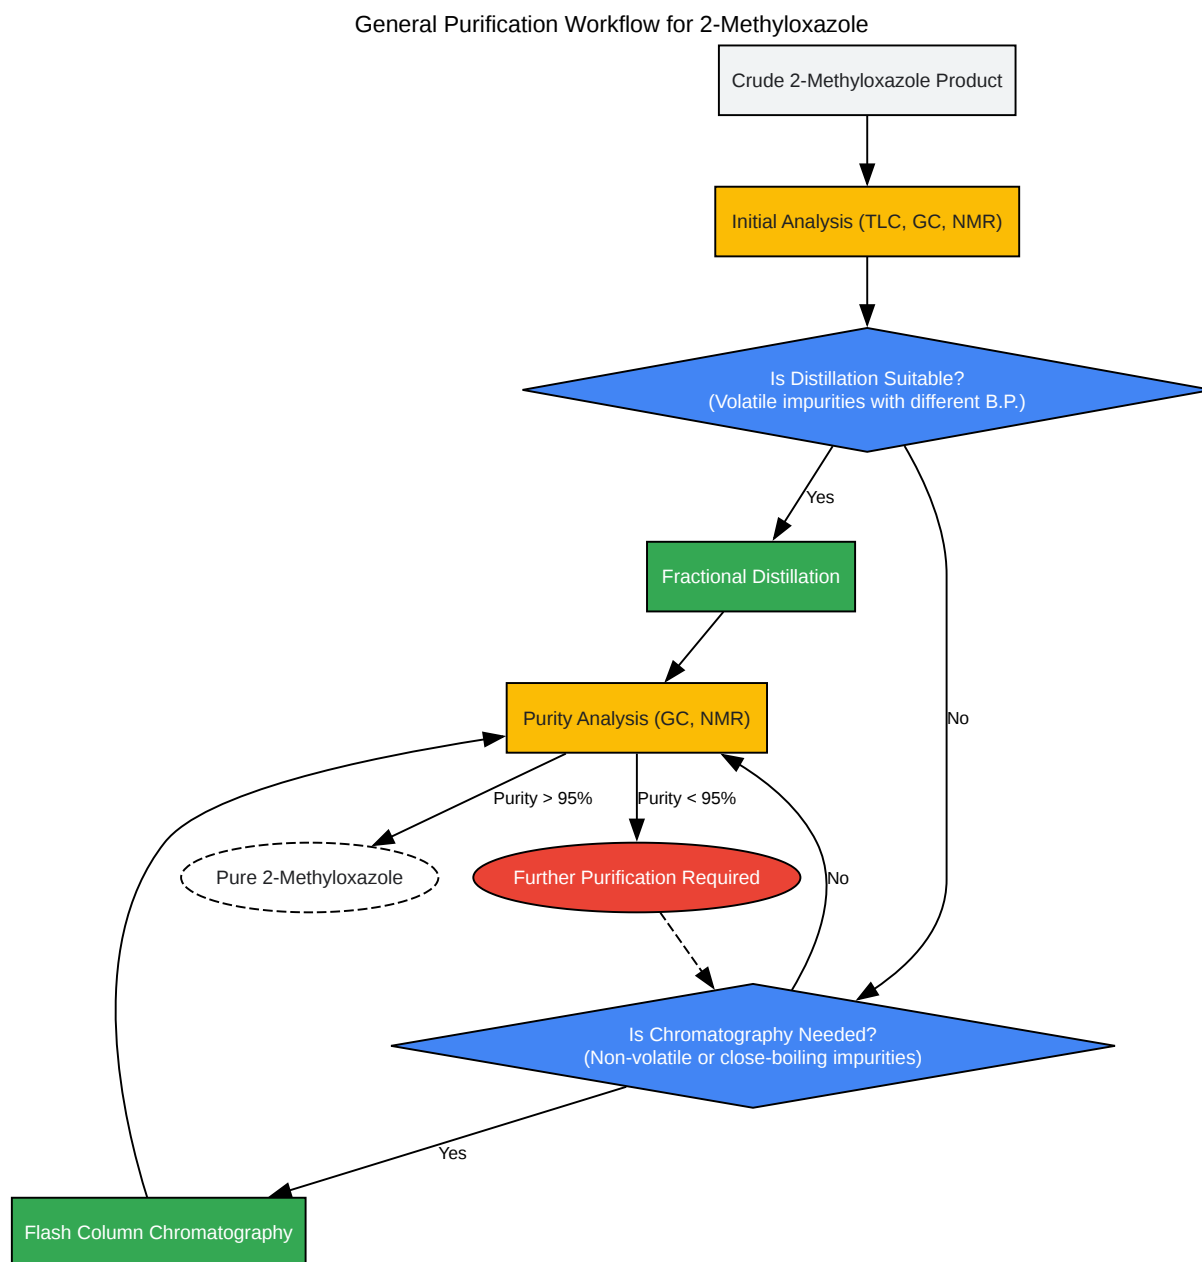 General Purification Workflow for 2-Methyloxazole
Crude 2-Methyloxazole Product
Initial Analysis (TLC, GC, NMR)
Is Distillation Suitable?
(Volatile impurities with different B.P.)
Yes
Fractional Distillation
Purity Analysis (GC, NMR)
No
Purity > 95%
Purity < 95%
Pure 2-Methyloxazole
Further Purification Required
No
Is Chromatography Needed?
(Non-volatile or close-boiling impurities)
Yes
Flash Column Chromatography